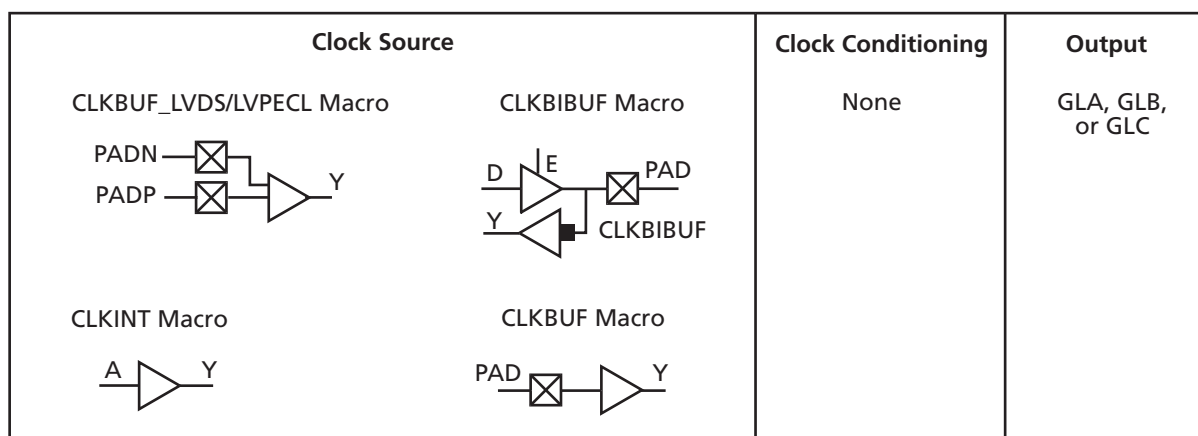 Clock Source
Clock Conditioning
Output
CLKBUF_LVDS/LVPECL Macro
CLKBIBUF Macro
None
GLA, GLB,
or GLC
PADN
PADP
Y
D
E
PAD
Y
CLKBIBUF
CLKINT Macro
CLKBUF Macro
A
Y
PAD
Y